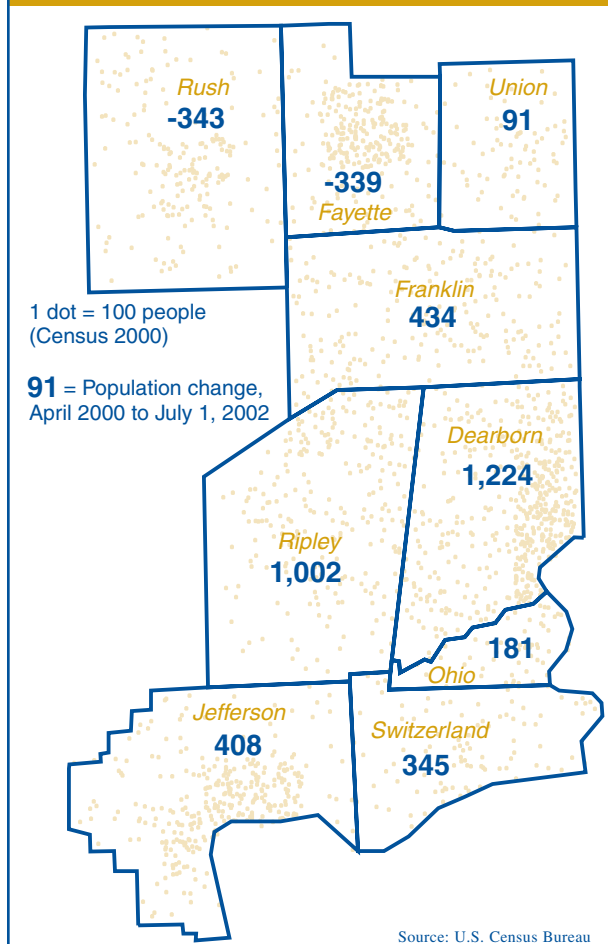 Rush
-343
Union
91
-339
Fayette
Franklin
434
1 dot = 100 people
(Census 2000)
91 = Population change,
April 2000 to July 1, 2002
Dearborn
1,224
Ripley
1,002
181
Ohio
Jefferson
408
Switzerland
345
Source: U.S. Census Bureau